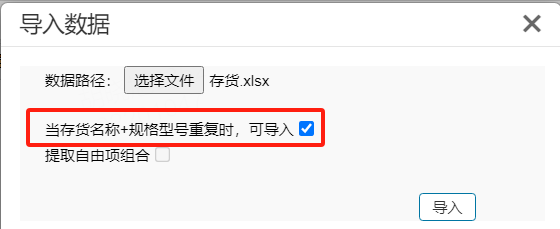 导入数据
数据路径： 选择文件 存货.xlsx
当存货名称+规格型号重复时，可导入
提取自由项组合
导入